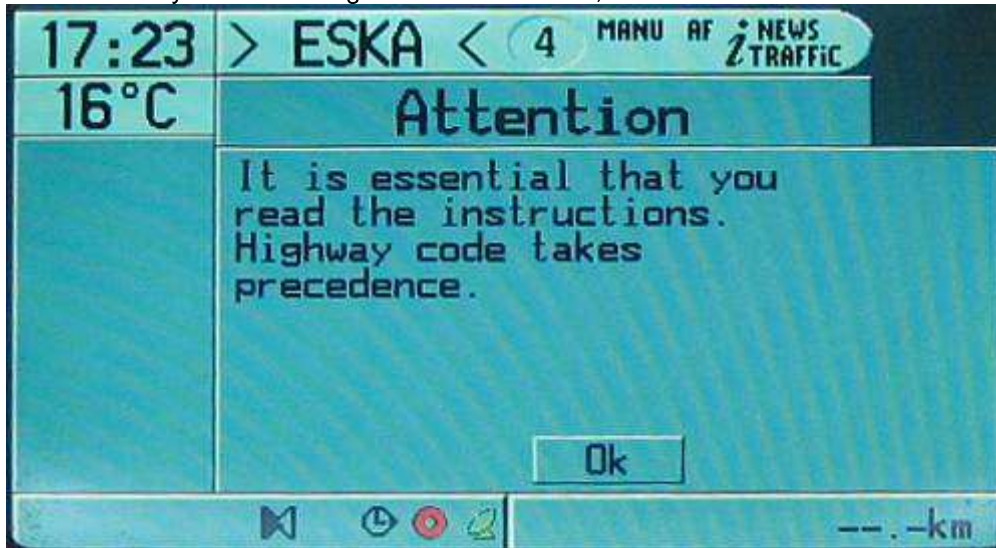 17:23 > ESKA < 4 MANU AF i NEWS TRAFFIC
16°C
Attention
It is essential that you
read the instructions.
Highway code takes
precedence.
Ok
--.-km